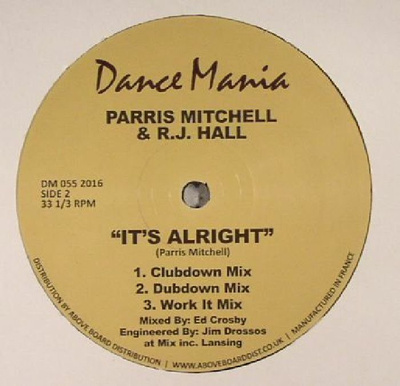 Dance Mania
PARRIS MITCHELL
& R.J. HALL
DM 055 2016
SIDE 2
33 1/3 RPM
“IT'S ALRIGHT”
(Parris Mitchell)
1. Clubdown Mix
2. Dubdown Mix
3. Work It Mix
Mixed By: Ed Crosby
Engineered By: Jim Drossos
at Mix inc. Lansing
DISTRIBUTION BY ABOVE BOARD DISTRIBUTION | WWW.ABOVEBOARDDIST.CO.UK | MANUFACTURED IN FRANCE